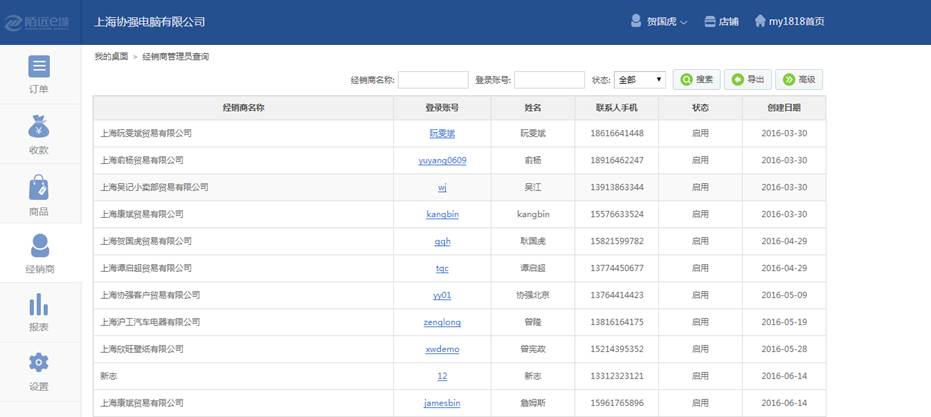 陌远e城
上海协强电脑有限公司
贺国虎
店铺
my1818首页
我的桌面 > 经销商管理员查询
订单
收款
商品
经销商
报表
设置
经销商名称: 登录账号: 状态: 全部 搜索 导出 高级
经销商名称 登录账号 姓名 联系人手机 状态 创建日期
上海阮雯斌贸易有限公司 阮雯斌 阮雯斌 18616641448 启用 2016-03-30
上海俞杨贸易有限公司 yuyang0609 俞杨 18916462247 启用 2016-03-30
上海吴记小卖部贸易有限公司 wj 吴江 13913863344 启用 2016-03-30
上海康斌贸易有限公司 kangbin kangbin 15576633524 启用 2016-03-30
上海贺国虎贸易有限公司 gqh 耿国虎 15821599782 启用 2016-04-29
上海谭启超贸易有限公司 tqc 谭启超 13774450677 启用 2016-04-29
上海协强客户贸易有限公司 yy01 协强北京 13764414423 启用 2016-05-09
上海沪工汽车电器有限公司 zenglong 曾隆 13816164175 启用 2016-05-19
上海欣旺壁纸有限公司 xwdemo 曾宪政 15214395352 启用 2016-05-28
新志 12 新志 13312323121 启用 2016-06-14
上海康斌贸易有限公司 jamesbin 詹姆斯 15961765896 启用 2016-06-14